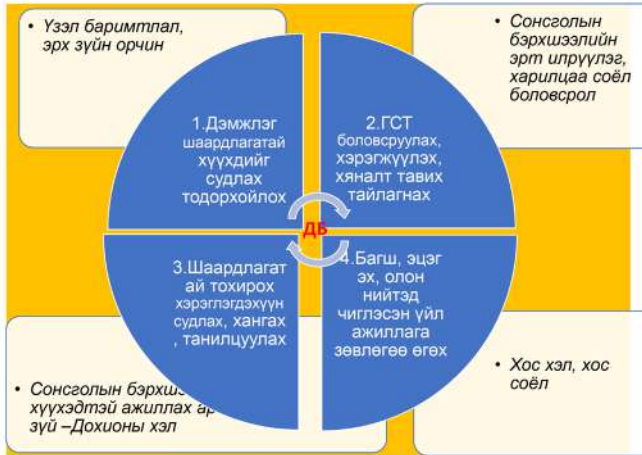 • Үзэл баримтлал,
эрх зүйн орчин
• Сонсголын
бэрхшээлийн
эрт илрүүлэг,
харилцаа соёл
боловсрол
1.Дэмжлэг
шаардлагатай
хүүхдийг
судлах
тодорхойлох
2.ГСТ
боловсруулах,
хэрэгжүүлэх,
хяналт тавих
тайлагнах
ДБ
3.Шаардлагат
ай тохирох
хэрэглэгдэхүүн
судлах, хангах
, танилцуулах
4.Багш, эцэг
эх, олон
нийтэд
чиглэсэн үйл
ажиллага
зөвлөгөө өгөх
• Сонсголын
хүүхэдтэй ажиллах
зүй –Дохионы хэл
• Хос хэл, хос
соёл